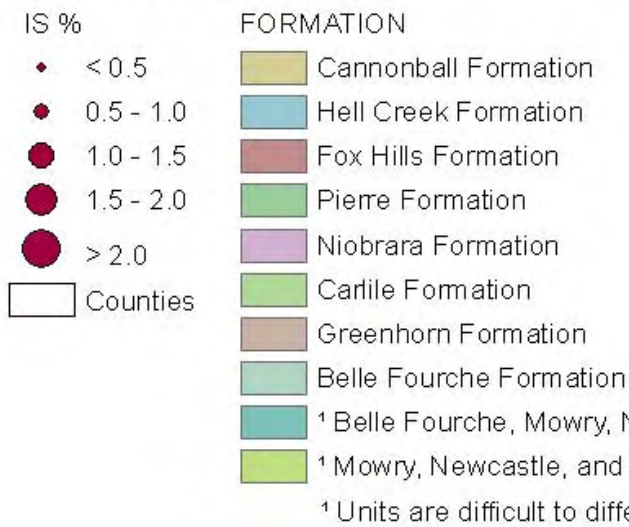 IS %
< 0.5
0.5 - 1.0
1.0 - 1.5
1.5 - 2.0
> 2.0
Counties
FORMATION
Cannonball Formation
Hell Creek Formation
Fox Hills Formation
Pierre Formation
Niobrara Formation
Carlile Formation
Greenhorn Formation
Belle Fourche Formation
¹ Belle Fourche, Mowry,
¹ Mowry, Newcastle, and
¹ Units are difficult to